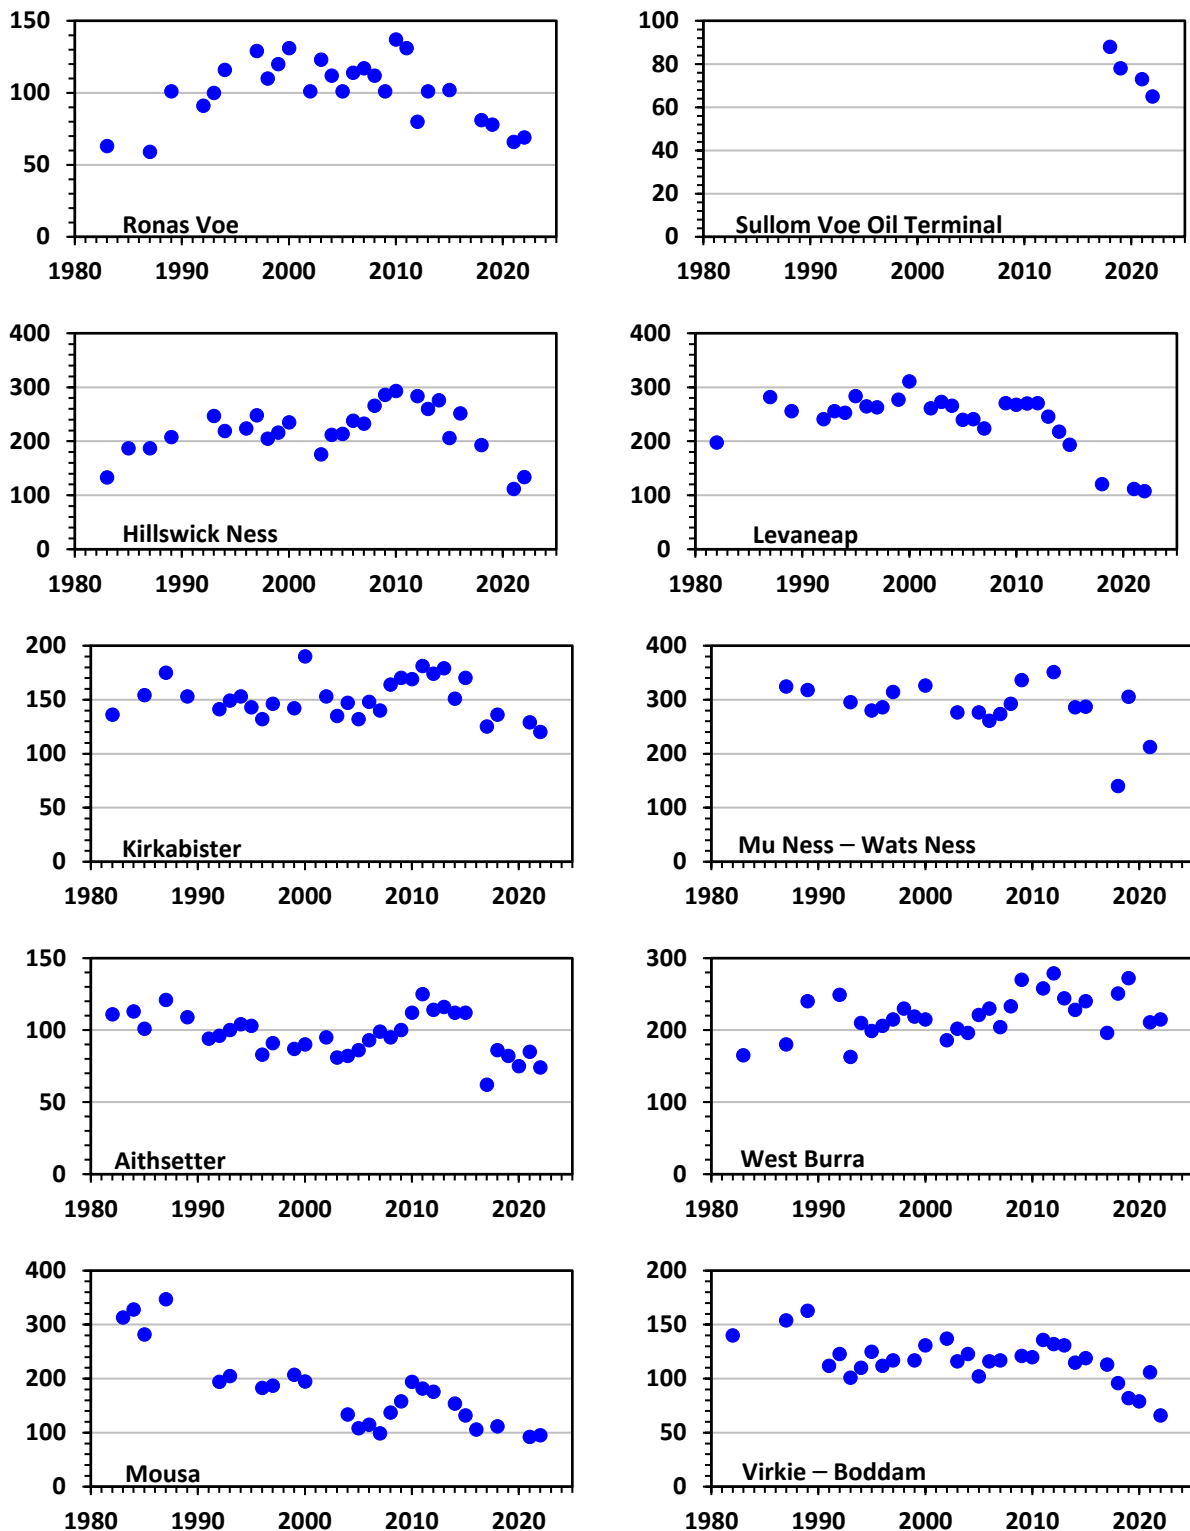 150
100
50
0
Ronas Voe
1980 1990 2000 2010 2020
100
80
60
40
20
0
Sullom Voe Oil Terminal
1980 1990 2000 2010 2020
400
300
200
100
0
Hillswick Ness
1980 1990 2000 2010 2020
400
300
200
100
0
Levaneap
1980 1990 2000 2010 2020
200
150
100
50
0
Kirkabister
1980 1990 2000 2010 2020
400
300
200
100
0
Mu Ness – Wats Ness
1980 1990 2000 2010 2020
150
100
50
0
Aithsetter
1980 1990 2000 2010 2020
300
200
100
0
West Burra
1980 1990 2000 2010 2020
400
300
200
100
0
Mousa
1980 1990 2000 2010 2020
200
150
100
50
0
Virkie – Boddam
1980 1990 2000 2010 2020